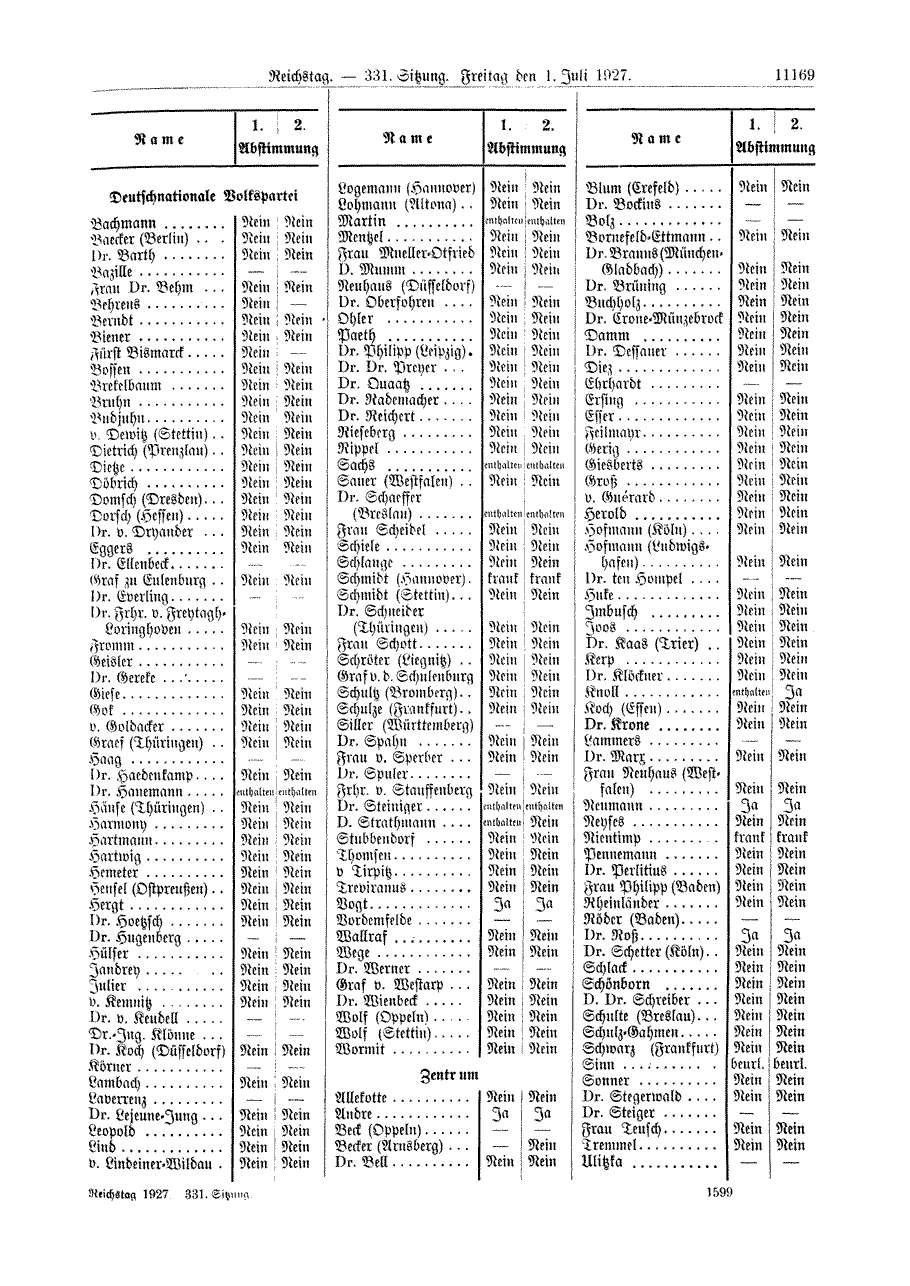 Reichstag. — 331. Sitzung. Freitag den 1. Juli 1927. 11169
Name 1. 2. Abstimmung
Deutschnationale Volkspartei
Bachmann ........ Nein Nein
Baecker (Berlin) .. . Nein Nein
Dr. Barth ........ Nein Nein
Bazille .......... — —
Frau Dr. Behm ... Nein Nein
Behrens ......... Nein —
Berndt .......... Nein Nein
Biener .......... Nein Nein
Fürst Bismarck ..... Nein —
Bossen .......... Nein Nein
Brekelbaum ....... Nein Nein
Bruhn .......... Nein Nein
Budjuhn.......... Nein Nein
v. Dewitz (Stettin) .. Nein Nein
Dietrich (Prenzlau) .. Nein Nein
Dietze ........... Nein Nein
Döbrich ......... Nein Nein
Domsch (Dresden)... Nein Nein
Dorsch (Hessen) ..... Nein Nein
Dr. v. Dryander ... Nein Nein
Eggers .......... Nein Nein
Dr. Ellenbeck....... — —
Graf zu Eulenburg .. Nein Nein
Dr. Everling....... — —
Dr. Frhr. v. Freytagh-
Loringhoven ..... Nein Nein
Fromm ........... Nein Nein
Geisler ........... — —
Dr. Gereke ........ — —
Giese............ Nein Nein
Gok ............ Nein Nein
v. Goldacker ....... Nein Nein
Graef (Thüringen) .. Nein Nein
Haag ............ — —
Dr. Haedenkamp.... Nein Nein
Dr. Hanemann ..... enthalten enthalten
Hänse (Thüringen) .. Nein Nein
Harmony ......... Nein Nein
Hartmann......... Nein Nein
Hartwig .......... Nein Nein
Hemeter .......... Nein Nein
Hensel (Ostpreußen) .. Nein Nein
Hergt ............ Nein Nein
Dr. Hoetzsch ....... Nein Nein
Dr. Hugenberg ..... — —
Hülser .......... Nein Nein
Jandrey ..... .. Nein Nein
Julier .......... Nein Nein
v. Kemnitz ........ Nein Nein
Dr. v. Keudell ..... — —
Dr.-Ing. Klönne ... — —
Dr. Koch (Düsseldorf) Nein Nein
Körner .......... — —
Lambach .......... Nein Nein
Laverrenz ........ — —
Dr. Lejeune-Jung ... Nein Nein
Leopold .......... Nein Nein
Lind ............ Nein Nein
v. Lindeiner-Wildau . Nein Nein
Name 1. 2. Abstimmung
Logemann (Hannover) Nein Nein
Lohmann (Altona) .. Nein Nein
Martin .......... enthalten enthalten
Mentzel........... Nein Nein
Frau Mueller-Otfried Nein Nein
D. Mumm ........ Nein Nein
Neuhaus (Düsseldorf) — —
Dr. Oberfohren .... Nein Nein
Ohler ........... Nein Nein
Paeth ........... Nein Nein
Dr. Philipp (Leipzig). Nein Nein
Dr. Dr. Preyer ... Nein Nein
Dr. Quaatz ....... Nein Nein
Dr. Rademacher .... Nein Nein
Dr. Reichert ....... Nein Nein
Rieseberg ......... Nein Nein
Rippel ........... Nein Nein
Sachs .......... enthalten enthalten
Sauer (Westfalen) .. Nein Nein
Dr. Schaeffer
(Breslau) ....... enthalten enthalten
Frau Scheidel ..... Nein Nein
Schiele ........... Nein Nein
Schlange ......... Nein Nein
Schmidt (Hannover). krank krank
Schmidt (Stettin)... Nein Nein
Dr. Schneider
(Thüringen) ..... Nein Nein
Frau Schott....... Nein Nein
Schröter (Liegnitz) .. Nein Nein
Graf v. d. Schulenburg Nein Nein
Schultz (Bromberg).. Nein Nein
Schulze (Frankfurt).. Nein Nein
Siller (Württemberg) — —
Dr. Spahn ....... Nein Nein
Frau v. Sperber ... Nein Nein
Dr. Spuler........ — —
Frhr. v. Stauffenberg Nein Nein
Dr. Steiniger ...... enthalten enthalten
D. Strathmann .... enthalten Nein
Stubbendorf ...... Nein Nein
Thomsen.......... Nein Nein
v Tirpitz.......... Nein Nein
Treviranus........ Nein Nein
Vogt............. Ja Ja
Vordemfelde ....... — —
Wallraf .......... Nein Nein
Wege ............ Nein Nein
Dr. Werner ....... — —
Graf v. Westarp ... Nein Nein
Dr. Wienbeck ..... Nein Nein
Wolf (Oppeln) ..... Nein Nein
Wolf (Stettin)..... Nein Nein
Wormit .......... Nein Nein
Zentrum
Allekotte .......... Nein Nein
Andre ............ Ja Ja
Beck (Oppeln)...... — —
Becker (Arnsberg) ... — Nein
Dr. Bell .......... Nein Nein
Name 1. 2. Abstimmung
Blum (Crefeld) ..... Nein Nein
Dr. Bockius ....... — —
Bolz ............. — —
Bornefeld-Ettmann .. Nein Nein
Dr. Brauns (München-
Gladbach) ....... Nein Nein
Dr. Brüning ...... Nein Nein
Buchholz.......... Nein Nein
Dr. Crone-Münzebrock Nein Nein
Damm .......... Nein Nein
Dr. Dessauer ...... Nein Nein
Diez ............. Nein Nein
Ehrhardt ......... — —
Ersing ........... Nein Nein
Esser............. Nein Nein
Feilmayr.......... Nein Nein
Gerig ............ Nein Nein
Giesberts ......... Nein Nein
Groß ............ Nein Nein
v. Guérard........ Nein Nein
Herold ........... Nein Nein
Hofmann (Köln).... Nein Nein
Hofmann (Ludwigs-
hafen).......... Nein Nein
Dr. ten Hompel .... — —
Huke ............. Nein Nein
Imbusch ......... Nein Nein
Joos ............ Nein Nein
Dr. Kaas (Trier) .. Nein Nein
Kerp ............ Nein Nein
Dr. Klöckner....... Nein Nein
Knoll ............ enthalten Ja
Koch (Essen)....... Nein Nein
Dr. Krone ........ Nein Nein
Lammers ......... — —
Dr. Marx ........ Nein Nein
Frau Neuhaus (West-
falen) ......... Nein Nein
Neumann ......... Ja Ja
Neyses ........... Nein Nein
Nientimp ......... krank krank
Pennemann ....... Nein Nein
Dr. Perlitius ...... Nein Nein
Frau Philipp (Baden) Nein Nein
Rheinländer ....... Nein Nein
Röder (Baden)..... — —
Dr. Roß.......... Ja Ja
Dr. Schetter (Köln).. Nein Nein
Schlack ........... Nein Nein
Schönborn ....... Nein Nein
D. Dr. Schreiber ... Nein Nein
Schulte (Breslau)... Nein Nein
Schulz-Gahmen ..... Nein Nein
Schwarz (Frankfurt) Nein Nein
Sinn .......... . beurl. beurl.
Sonner .......... Nein Nein
Dr. Stegerwald .... Nein Nein
Dr. Steiger ....... — —
Frau Teusch....... Nein Nein
Tremmel.......... Nein Nein
Ulitzka ........... — —
Reichstag 1927. 331. Sitzung 1599